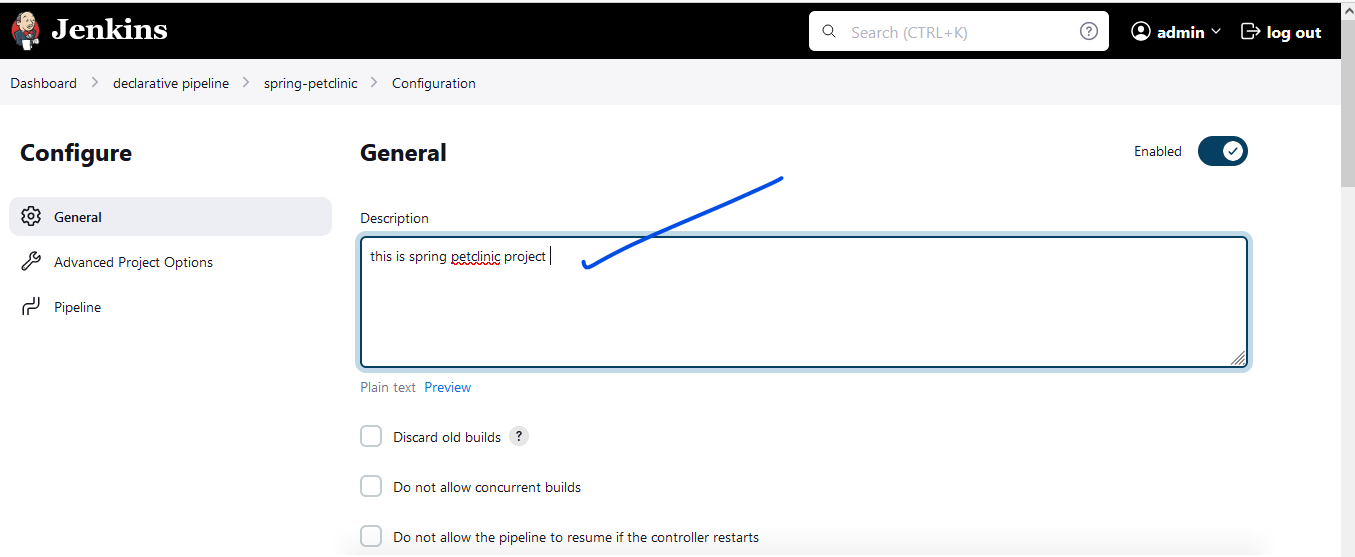 Jenkins
Search (CTRL+K)
?
admin
log out
Dashboard declarative pipeline spring-petclinic Configuration
Configure
General
Advanced Project Options
Pipeline
General
Enabled
Description
this is spring petclinic project
Plain text Preview
Discard old builds ?
Do not allow concurrent builds
Do not allow the pipeline to resume if the controller restarts